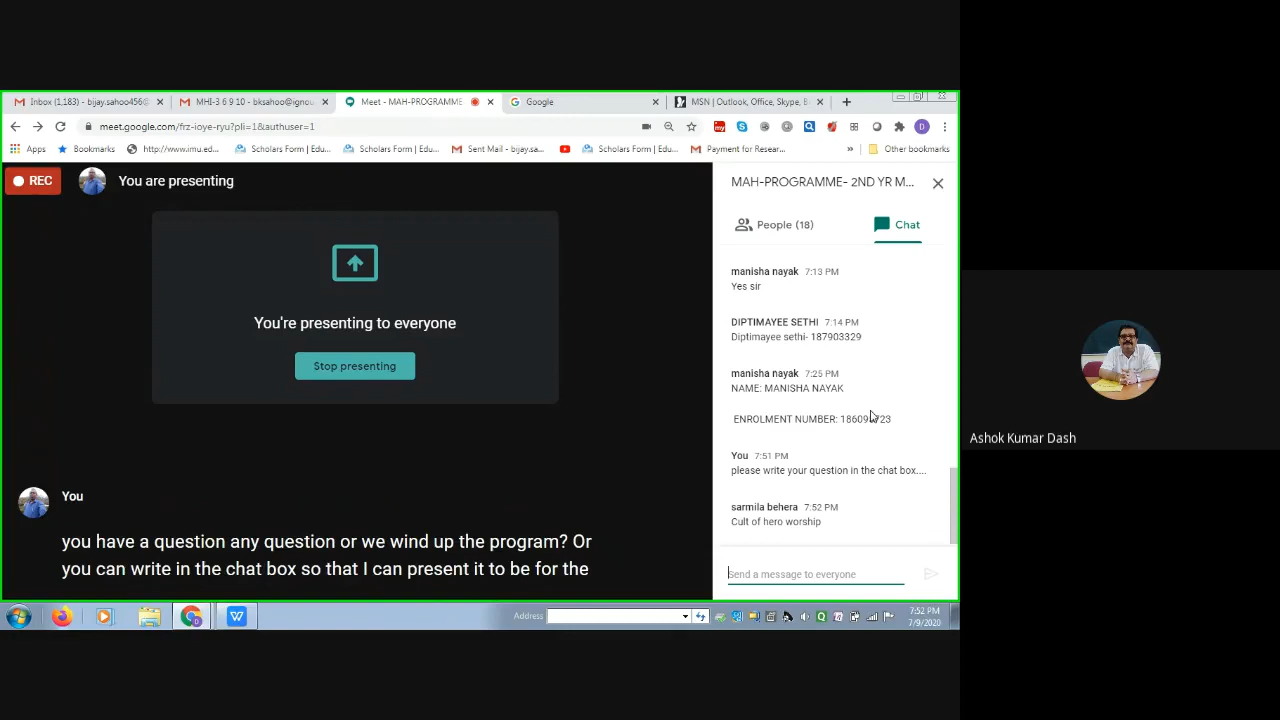 Inbox (1,183) - bijay.sahoo456@
MHI-3 6 9 10 - bksahoo@ignou
Meet - MAH-PROGRAMME
Google
MSN | Outlook, Office, Skype, B
meet.google.com/frz-ioye-ryu?pli=1&authuser=1
Apps
Bookmarks
http://www.imu.ed...
Scholars Form | Edu...
Scholars Form | Edu...
Sent Mail - bijay.sa...
Scholars Form | Edu...
Payment for Resear...
»
Other bookmarks
REC
You are presenting
You're presenting to everyone
Stop presenting
You
you have a question any question or we wind up the program? Or
you can write in the chat box so that I can present it to be for the
MAH-PROGRAMME- 2ND YR M...
People (18)
Chat
manisha nayak 7:13 PM
Yes sir
DIPTIMAYEE SETHI 7:14 PM
Diptimayee sethi- 187903329
manisha nayak 7:25 PM
NAME: MANISHA NAYAK
ENROLMENT NUMBER:
You 7:51 PM
please write your question in the chat box....
sarmila behera 7:52 PM
Cult of hero worship
Send a message to everyone
Address
7:52 PM
7/9/2020
Ashok Kumar Dash